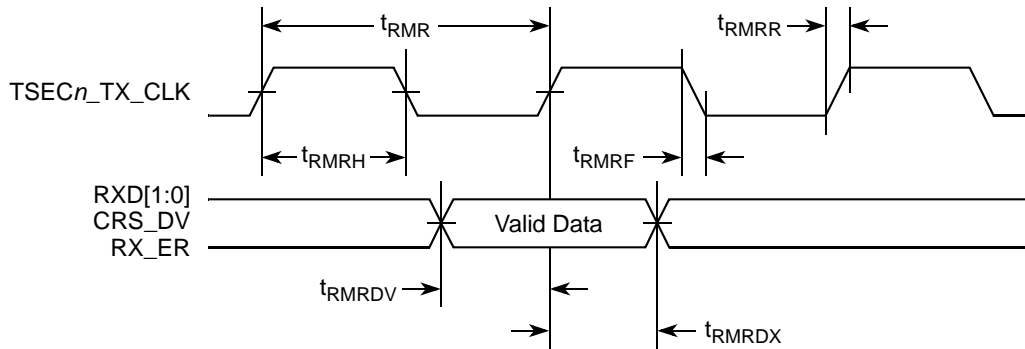 tRMR
tRMRR
TSECn_TX_CLK
tRMRH
tRMRF
RXD[1:0]
CRS_DV
RX_ER
Valid Data
tRMRDV
tRMRDX